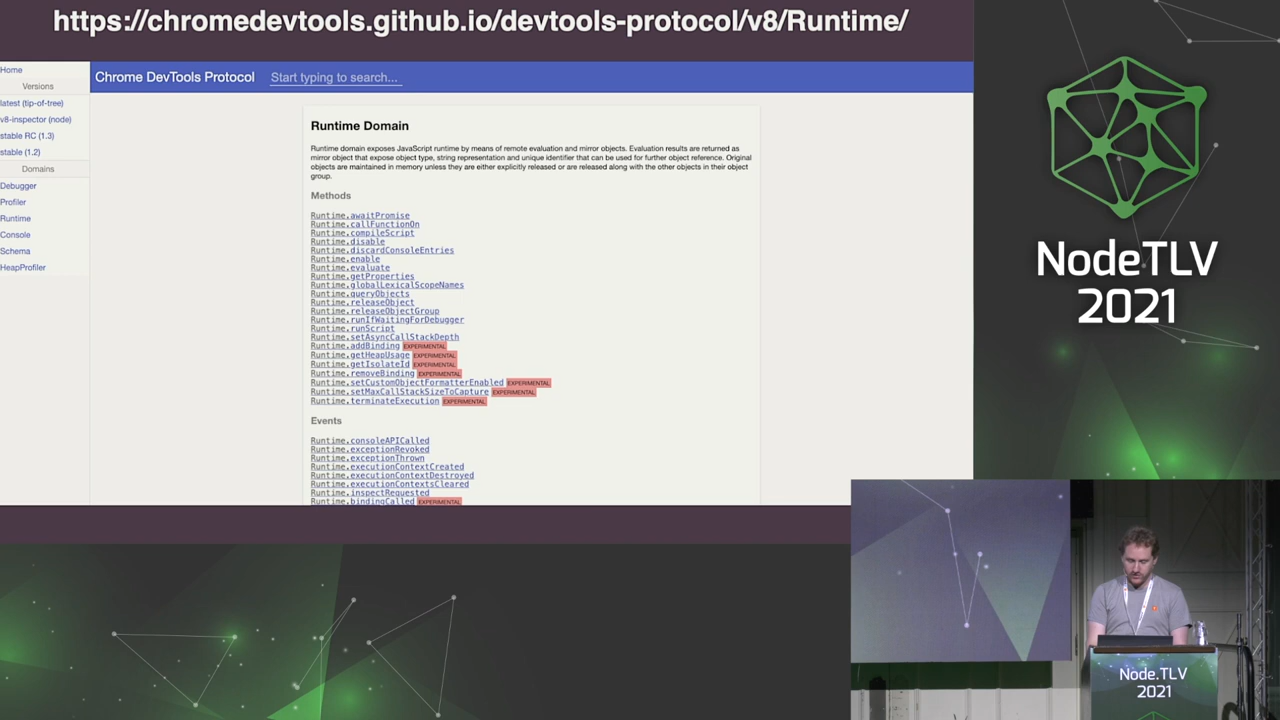 https://chromedevtools.github.io/devtools-protocol/v8/Runtime/
Home
Versions
latest (tip-of-tree)
v8-inspector (node)
stable RC (1.3)
stable (1.2)
Domains
Debugger
Profiler
Runtime
Console
Schema
HeapProfiler
Chrome DevTools Protocol
Start typing to search...
Runtime Domain
Runtime domain exposes JavaScript runtime by means of remote evaluation and mirror objects. Evaluation results are returned as
mirror object that expose object type, string representation and unique identifier that can be used for further object reference. Original
objects are maintained in memory unless they are either explicitly released or are released along with the other objects in their object
group.
Methods
Runtime.awaitPromise
Runtime.callFunctionOn
Runtime.compileScript
Runtime.disable
Runtime.discardConsoleEntries
Runtime.enable
Runtime.evaluate
Runtime.getProperties
Runtime.globalLexicalScopeNames
Runtime.queryObjects
Runtime.releaseObject
Runtime.releaseObjectGroup
Runtime.runIfWaitingForDebugger
Runtime.runScript
Runtime.setAsyncCallStackDepth
Runtime.addBinding EXPERIMENTAL
Runtime.getHeapUsage EXPERIMENTAL
Runtime.getIsolateId EXPERIMENTAL
Runtime.removeBinding EXPERIMENTAL
Runtime.setCustomObjectFormatterEnabled EXPERIMENTAL
Runtime.setMaxCallStackSizeToCapture EXPERIMENTAL
Runtime.terminateExecution EXPERIMENTAL
Events
Runtime.consoleAPICalled
Runtime.exceptionRevoked
Runtime.exceptionThrown
Runtime.executionContextCreated
Runtime.executionContextDestroyed
Runtime.executionContextsCleared
Runtime.inspectRequested
Runtime.bindingCalled EXPERIMENTAL
NodeTLV
2021
Node.TLV
2021